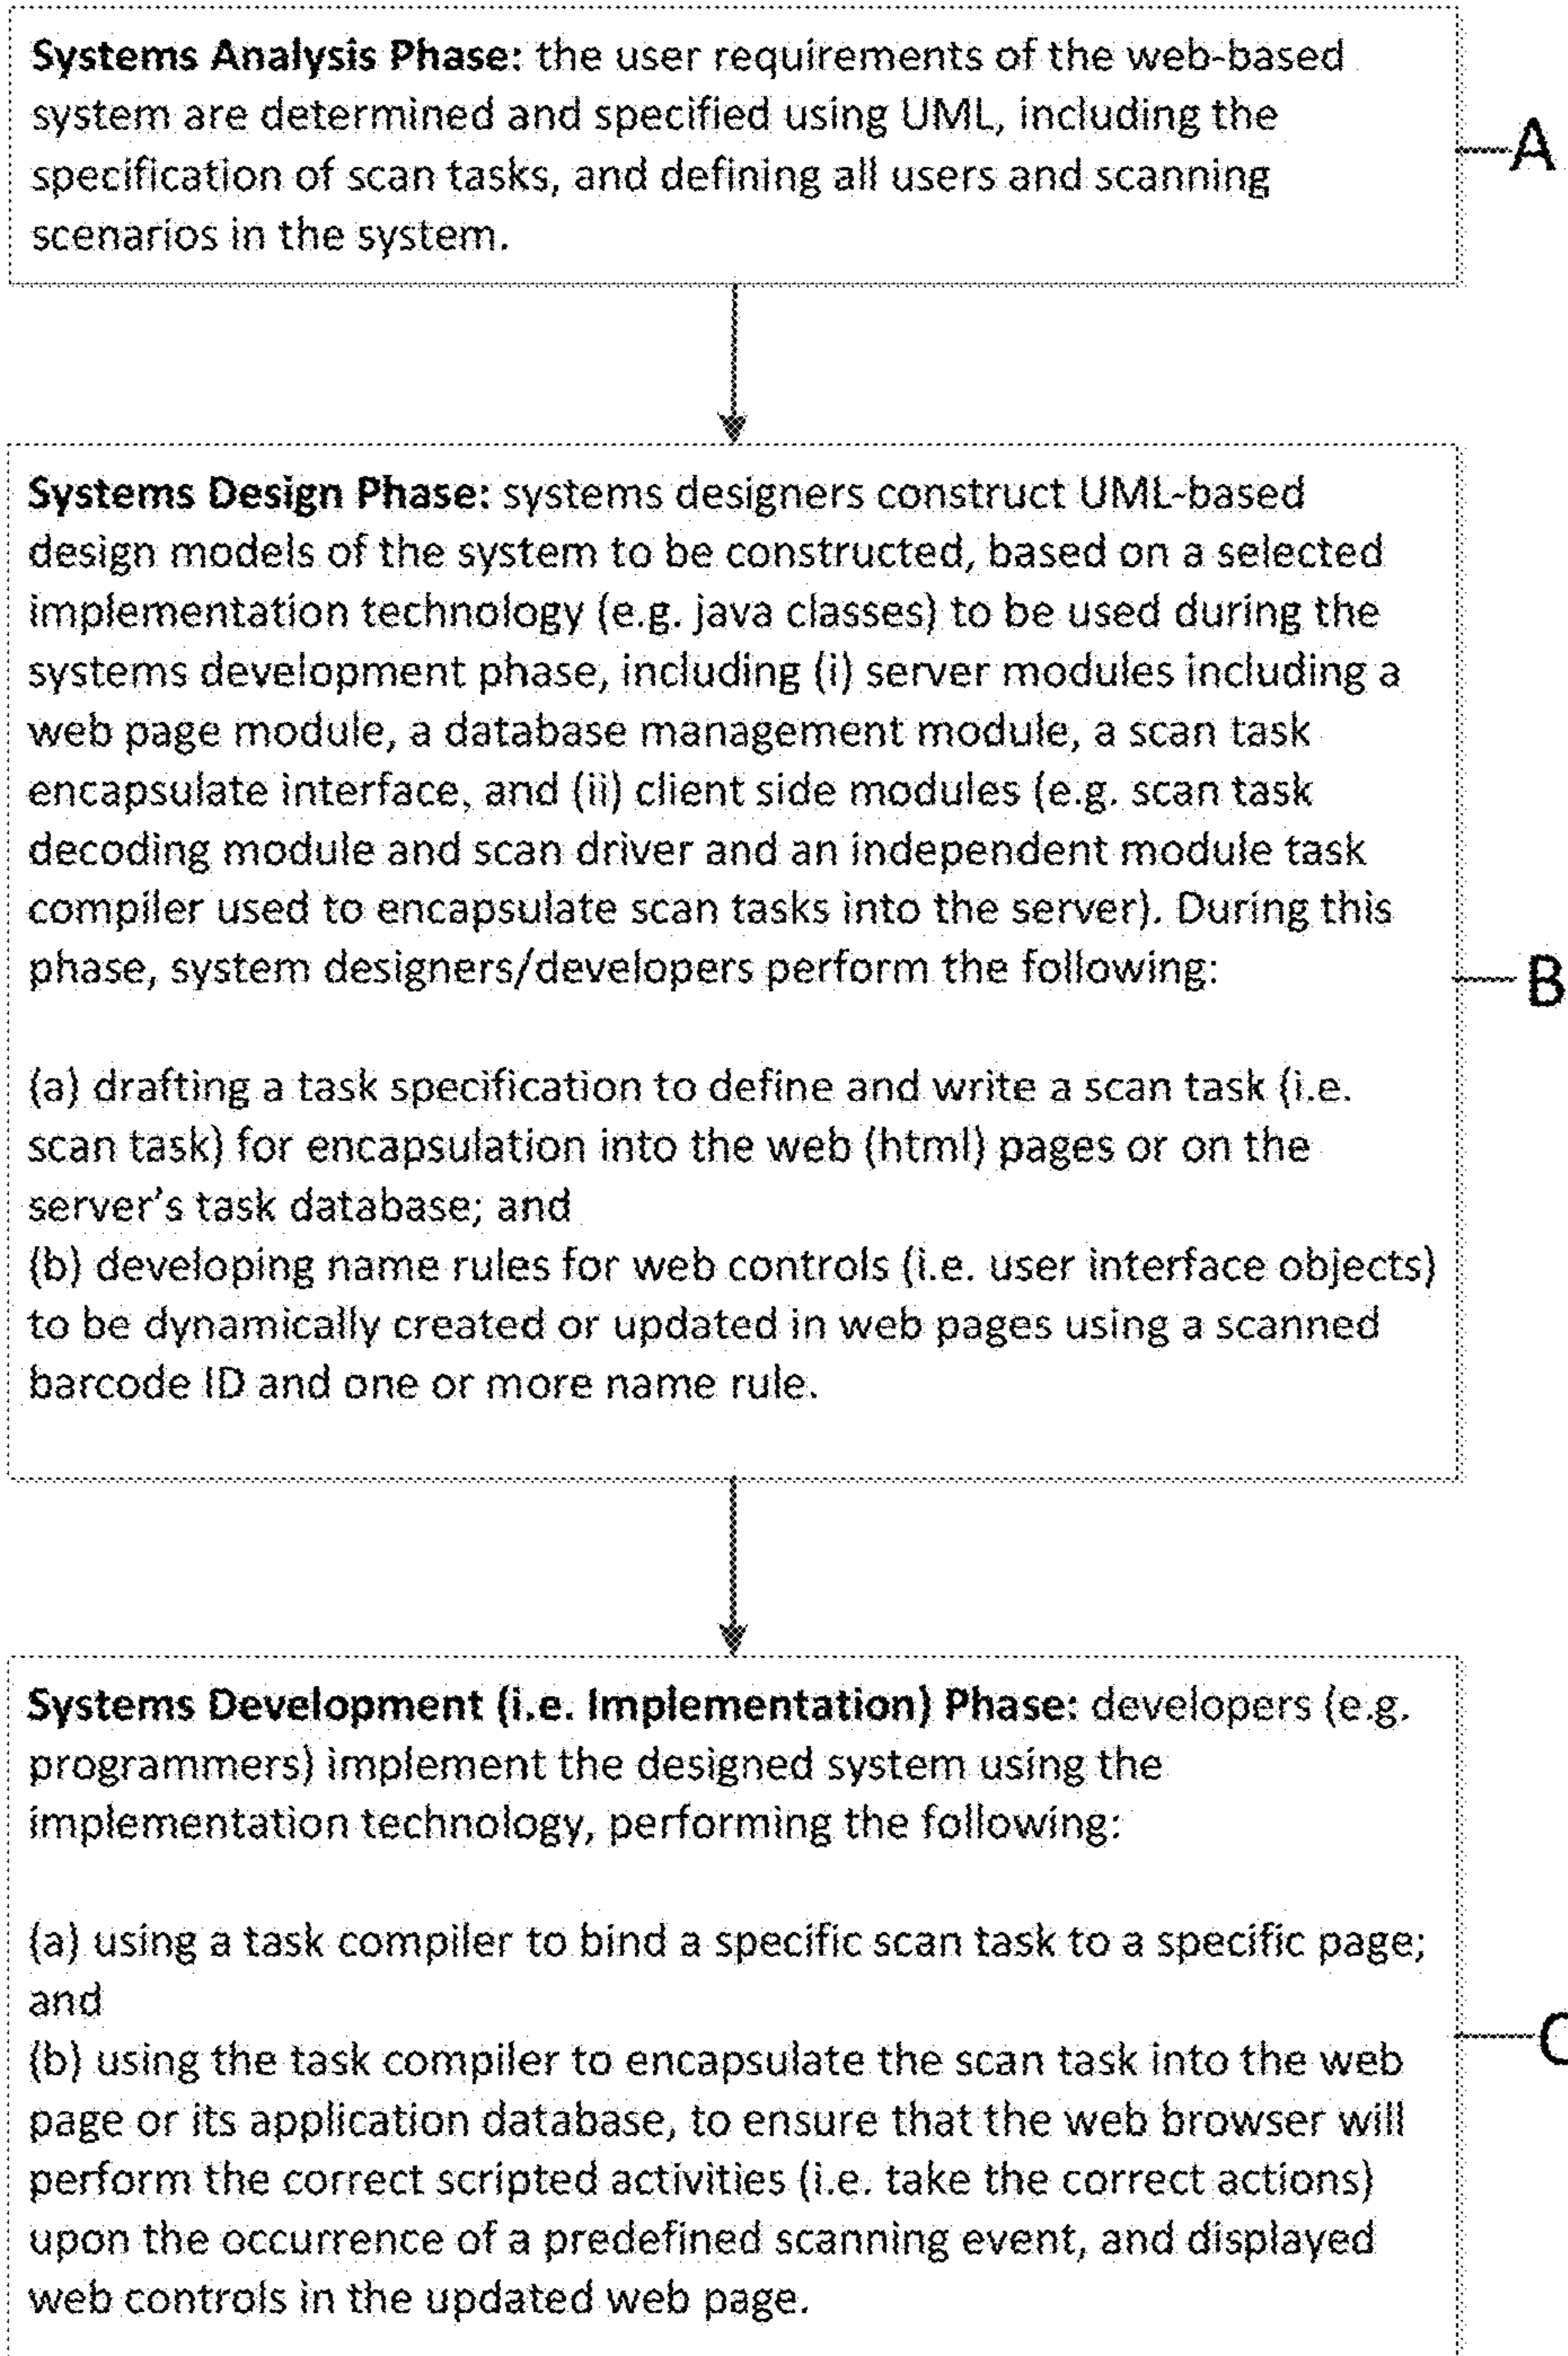 Systems Analysis Phase: the user requirements of the web-based
system are determined and specified using UML, including the
specification of scan tasks, and defining all users and scanning
scenarios in the system.
A
Systems Design Phase: systems designers construct UML-based
design models of the system to be constructed, based on a selected
implementation technology (e.g. java classes) to be used during the
systems development phase, including (i) server modules including a
web page module, a database management module, a scan task
encapsulate interface, and (ii) client side modules (e.g. scan task
decoding module and scan driver and an independent module task
compiler used to encapsulate scan tasks into the server). During this
phase, system designers/developers perform the following:
B
(a) drafting a task specification to define and write a scan task (i.e.
scan task) for encapsulation into the web (html) pages or on the
server's task database; and
(b) developing name rules for web controls (i.e. user interface objects)
to be dynamically created or updated in web pages using a scanned
barcode ID and one or more name rule.
Systems Development (i.e. Implementation) Phase: developers (e.g.
programmers) implement the designed system using the
implementation technology, performing the following:
(a) using a task compiler to bind a specific scan task to a specific page;
and
(b) using the task compiler to encapsulate the scan task into the web
C
page or its application database, to ensure that the web browser will
perform the correct scripted activities (i.e. take the correct actions)
upon the occurrence of a predefined scanning event, and displayed
web controls in the updated web page.